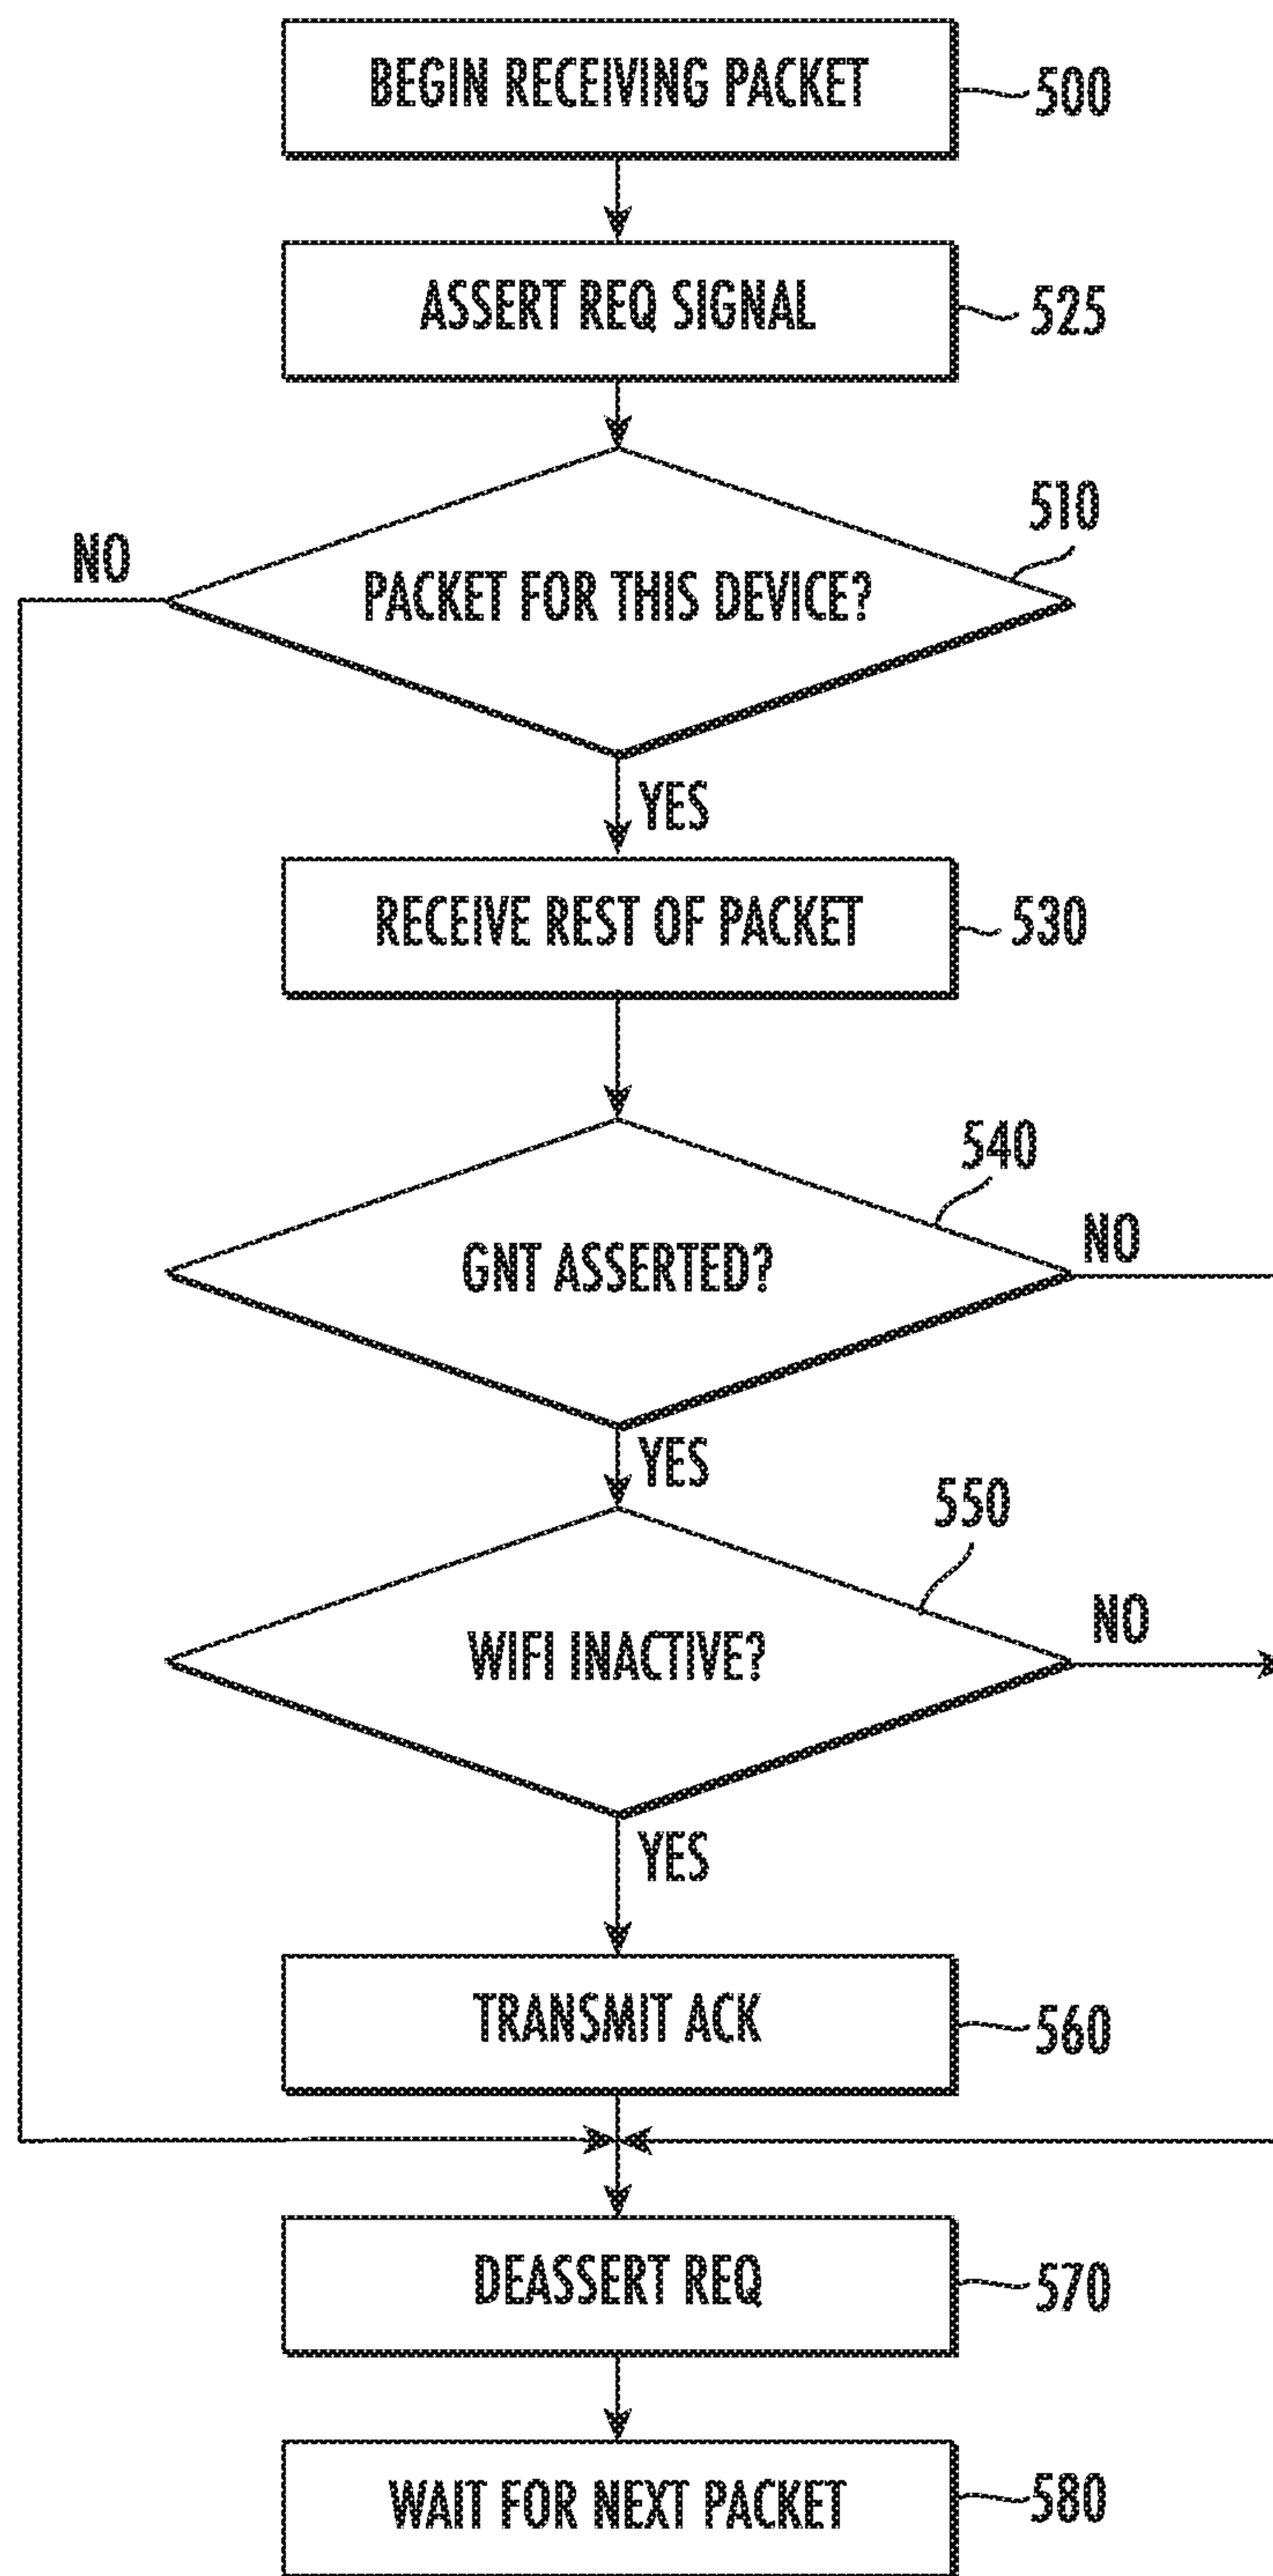 BEGIN RECEIVING PACKET
500
ASSERT REQ SIGNAL
525
510
NO
PACKET FOR THIS DEVICE?
YES
RECEIVE REST OF PACKET
530
540
NO
GNT ASSERTED?
YES
550
NO
WIFI INACTIVE?
YES
TRANSMIT ACK
560
DEASSERT REQ
570
WAIT FOR NEXT PACKET
580